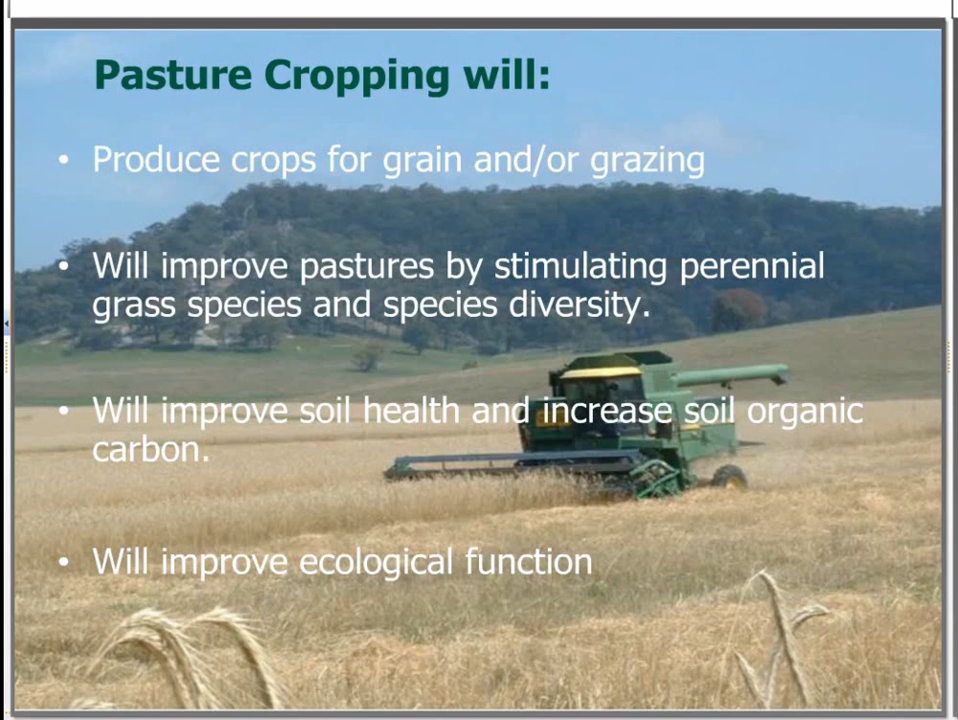 Pasture Cropping will:
• Produce crops for grain and/or grazing
• Will improve pastures by stimulating perennial
grass species and species diversity.
• Will improve soil health and increase soil organic
carbon.
• Will improve ecological function